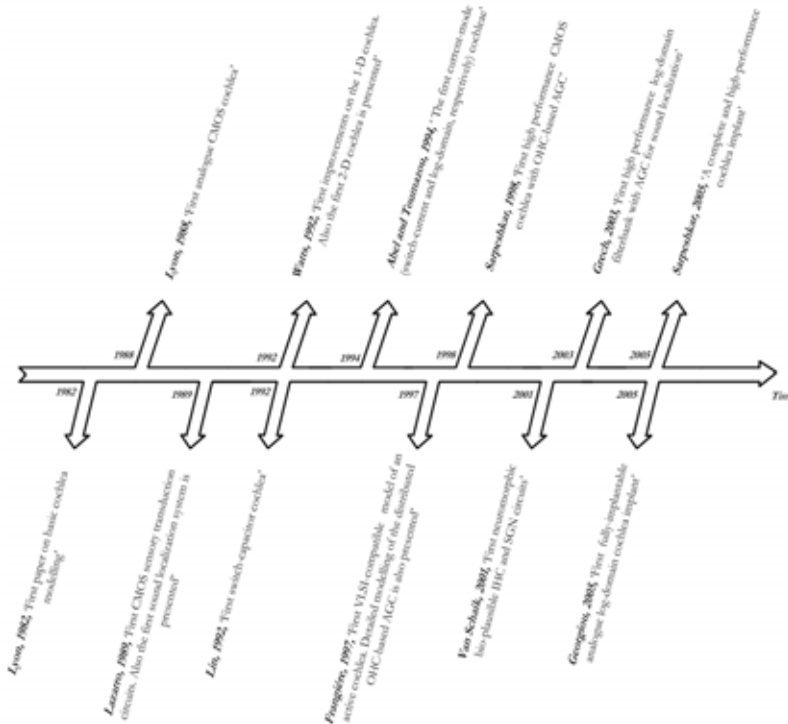 Lyon, 1988, 'First analogue CMOS cochlea'
Watts, 1992, 'First improvements on the 1-D cochlea.
Also the first 2-D cochlea is presented'
Abel and Toumazou, 1994, ' The first current-mode
(switch-current and log-domain, respectively) cochleae'
Sarpeshkar, 1998, 'First high performance CMOS
cochlea with OHC-based AGC'
Grech, 2003, 'First high performance log-domain
filterbank with AGC for sound localization'
Sarpeshkar, 2005, 'A complete and high-performance
cochlea implant'
1988
1992
1994
1998
2003
2005
1982
1989
1992
1997
2001
2005
Tim
Lyon, 1982, 'First paper on basic cochlea
modelling'
Lazarro, 1989, 'First CMOS sensory transduction
circuits. Also the first sound localization system is
presented'
Lin, 1992, 'First switch-capacitor cochlea'
Frangiére, 1997, 'First VLSI-compatible model of an
active cochlea. Detailed modelling of the distributed
OHC-based AGC is also presented'
Van Schaik, 2001, 'First neuromorphic
bio-plausible IHC and SGN circuits'
Georgiou, 2005, 'First fully-implantable
analogue log-domain cochlea implant'